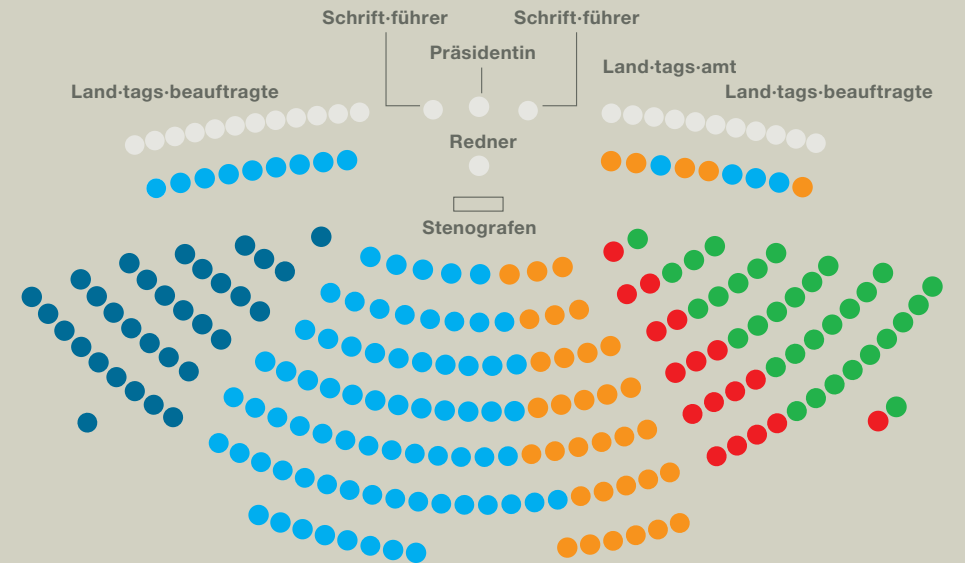 Schrift·führer
Schrift·führer
Präsidentin
Land·tags·amt
Land·tags·beauftragte
Land·tags·beauftragte
Redner
Stenografen